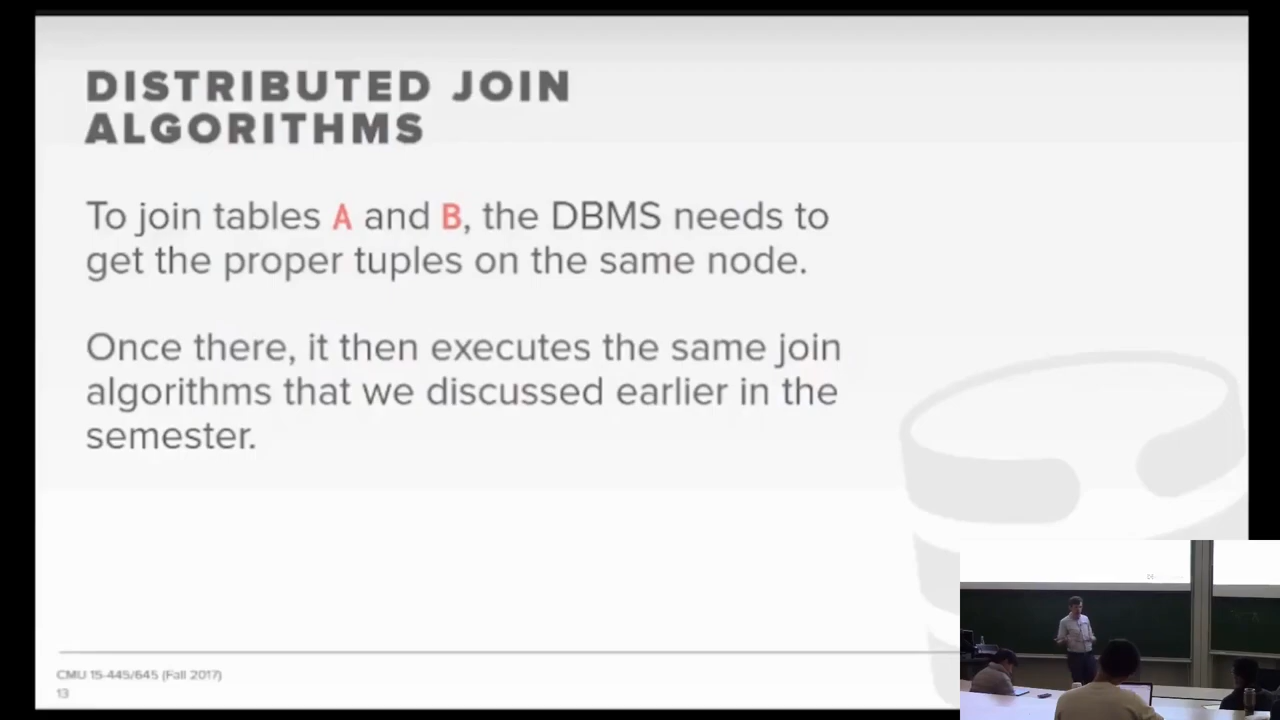 DISTRIBUTED JOIN
ALGORITHMS
To join tables A and B, the DBMS needs to
get the proper tuples on the same node.
Once there, it then executes the same join
algorithms that we discussed earlier in the
semester.
CMU 15-445/645 (Fall 2017)
13